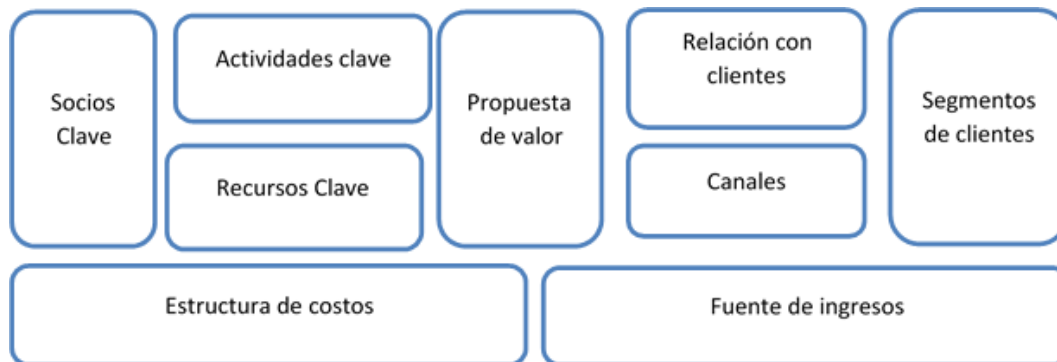 Socios
Clave
Actividades clave
Recursos Clave
Propuesta
de valor
Relación con
clientes
Canales
Segmentos
de clientes
Estructura de costos
Fuente de ingresos